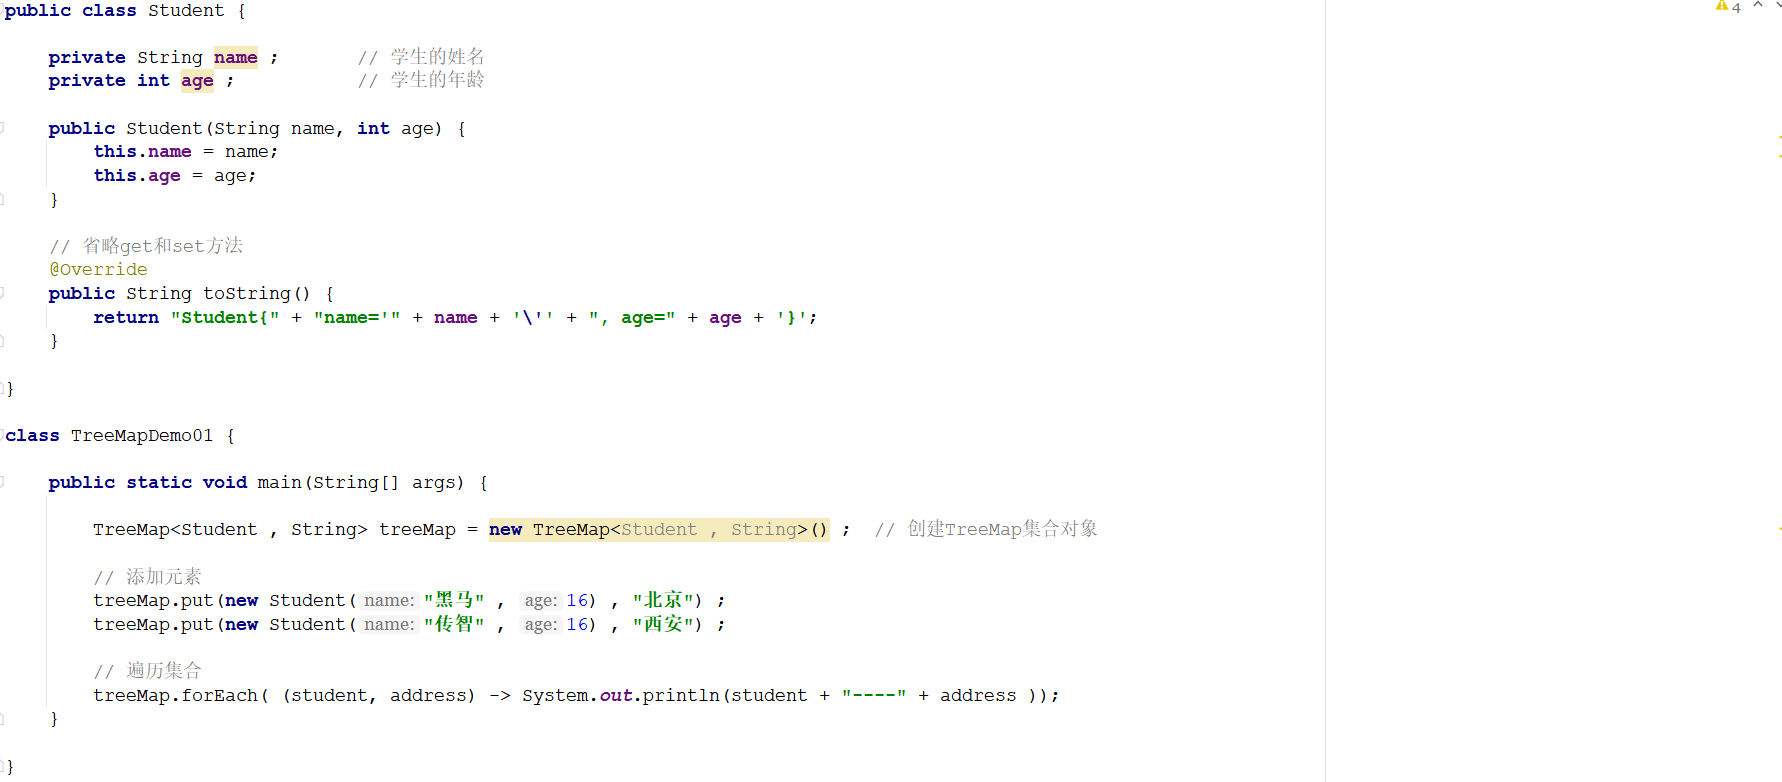 public class Student {
4
private String name ; // 学生的姓名
private int age ; // 学生的年龄
public Student(String name, int age) {
this.name = name;
this.age = age;
}
// 省略get和set方法
@Override
public String toString() {
return "Student{" + "name='" + name + '\'' + ", age=" + age + '}';
}
}
class TreeMapDemo01 {
public static void main(String[] args) {
TreeMap<Student , String> treeMap = new TreeMap<Student , String>() ; // 创建TreeMap集合对象
// 添加元素
treeMap.put(new Student( name: "黑马" , age: 16) , "北京") ;
treeMap.put(new Student( name: "传智" , age: 16) , "西安") ;
// 遍历集合
treeMap.forEach( (student, address) -> System.out.println(student + "----" + address ));
}
}